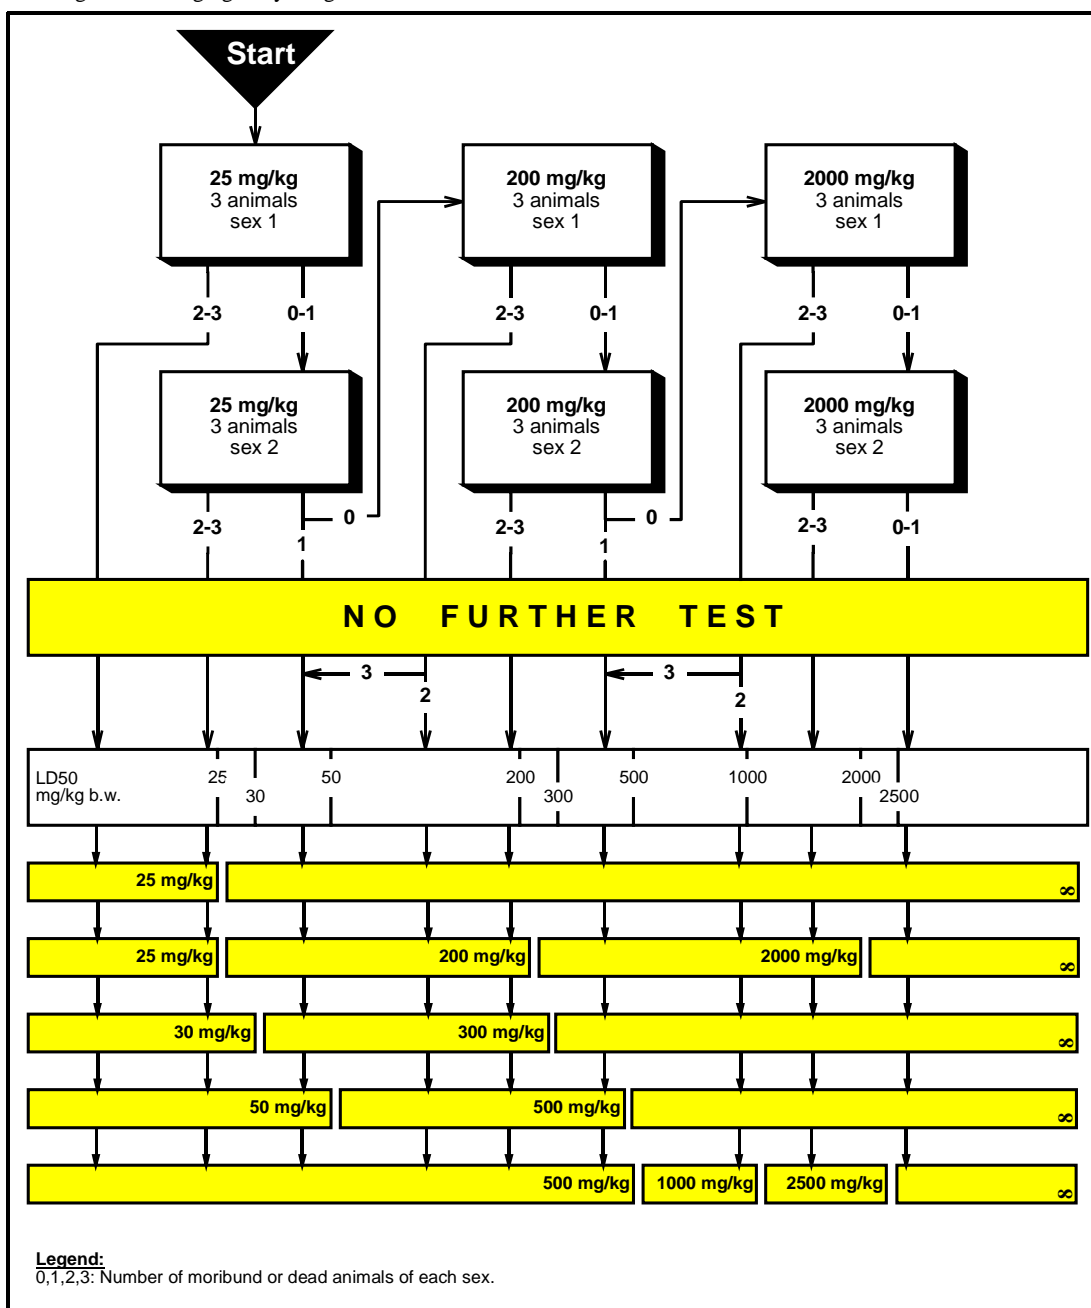 Start
25 mg/kg
3 animals
sex 1
200 mg/kg
3 animals
sex 1
2000 mg/kg
3 animals
sex 1
2-3 0-1 2-3 0-1 2-3 0-1
25 mg/kg
3 animals
sex 2
200 mg/kg
3 animals
sex 2
2000 mg/kg
3 animals
sex 2
2-3 1 0 2-3 1 0 2-3 0-1
NO FURTHER TEST
3 2 3 2
LD50
mg/kg b.w.
25 30 50 200 300 500 1000 2000 2500
25 mg/kg ∞
25 mg/kg 200 mg/kg 2000 mg/kg ∞
30 mg/kg 300 mg/kg ∞
50 mg/kg 500 mg/kg ∞
500 mg/kg 1000 mg/kg 2500 mg/kg ∞
Legend:
0,1,2,3: Number of moribund or dead animals of each sex.